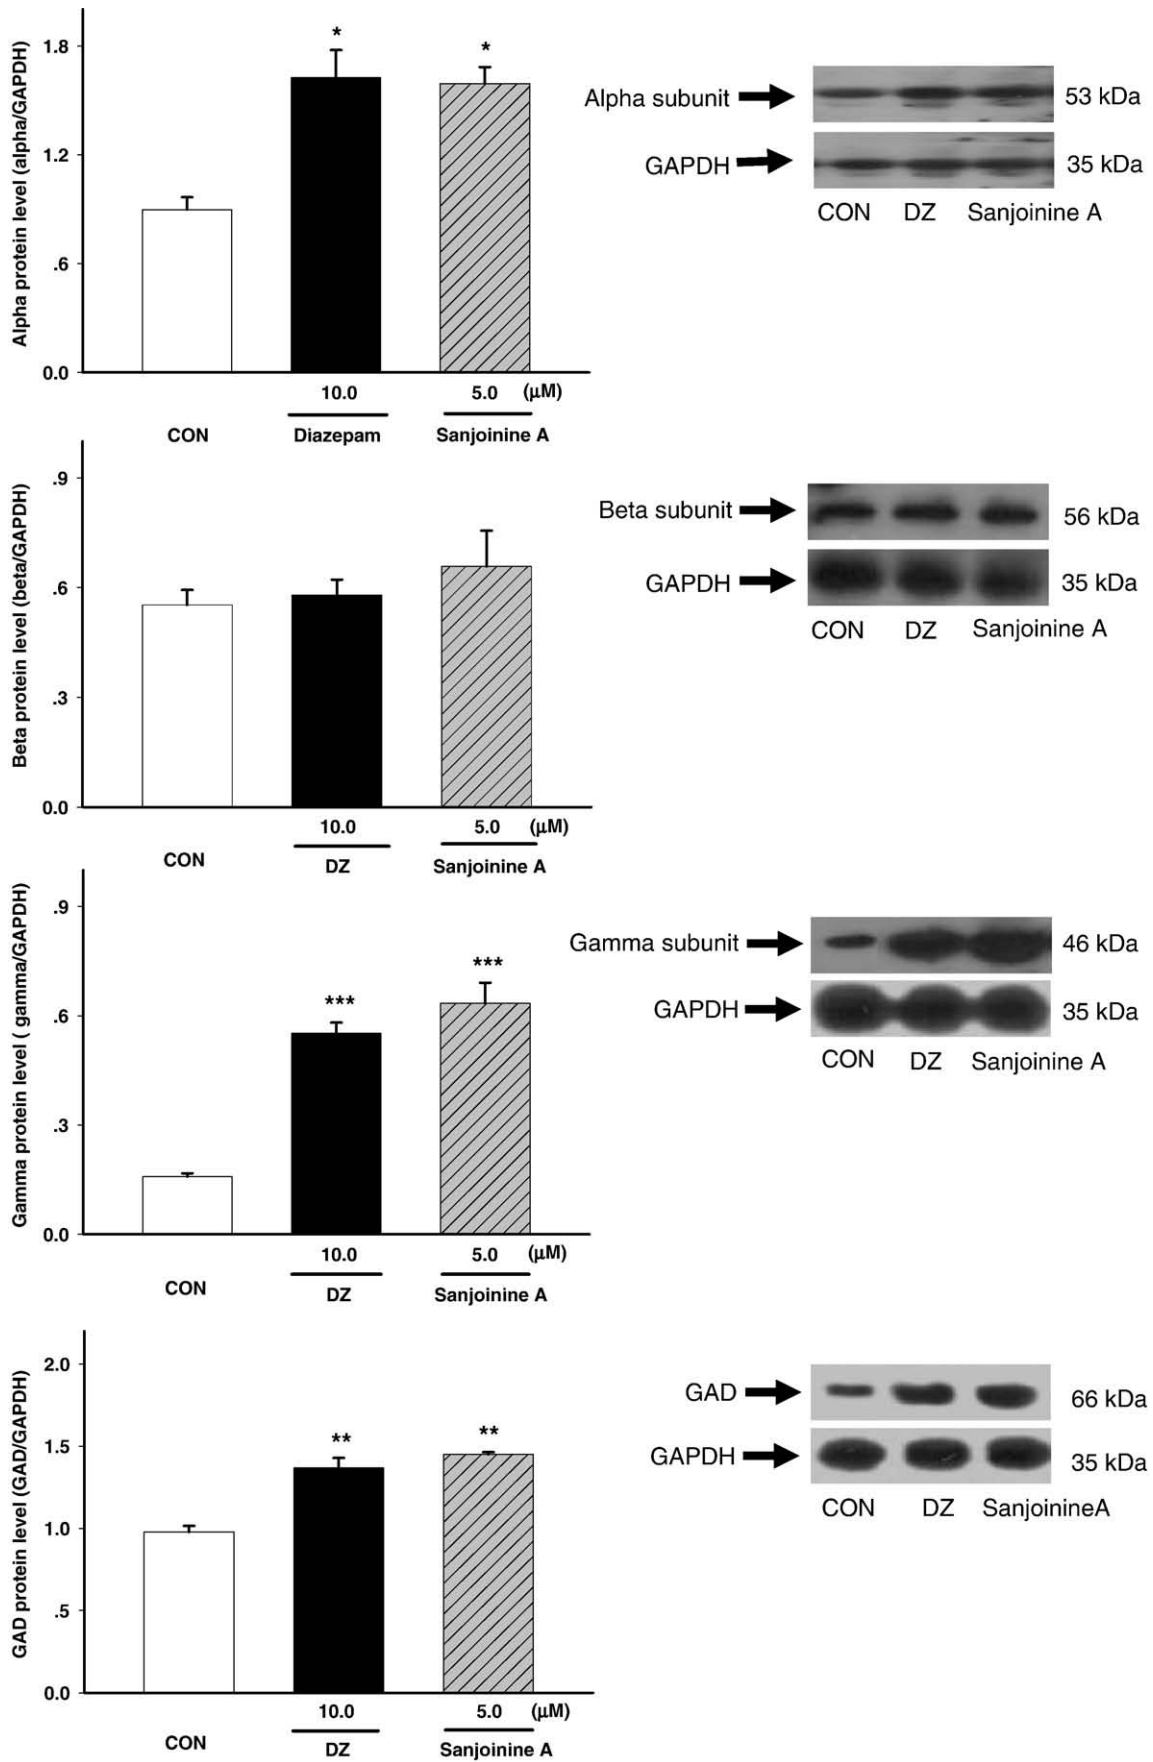 Alpha protein level (alpha/GAPDH)
1.8
1.2
.6
0.0
*
*
10.0
5.0
(μM)
CON
Diazepam
Sanjoinine A
Alpha subunit
53 kDa
GAPDH
35 kDa
CON
DZ
Sanjoinine A
Beta protein level (beta/GAPDH)
.9
.6
.3
0.0
10.0
5.0
(μM)
CON
DZ
Sanjoinine A
Beta subunit
56 kDa
GAPDH
35 kDa
CON
DZ
Sanjoinine A
Gamma protein level ( gamma/GAPDH)
.9
.6
.3
0.0
***
***
10.0
5.0
(μM)
CON
DZ
Sanjoinine A
Gamma subunit
46 kDa
GAPDH
35 kDa
CON
DZ
Sanjoinine A
GAD protein level (GAD/GAPDH)
2.0
1.5
1.0
.5
0.0
**
**
10.0
5.0
(μM)
CON
DZ
Sanjoinine A
GAD
66 kDa
GAPDH
35 kDa
CON
DZ
SanjoinineA